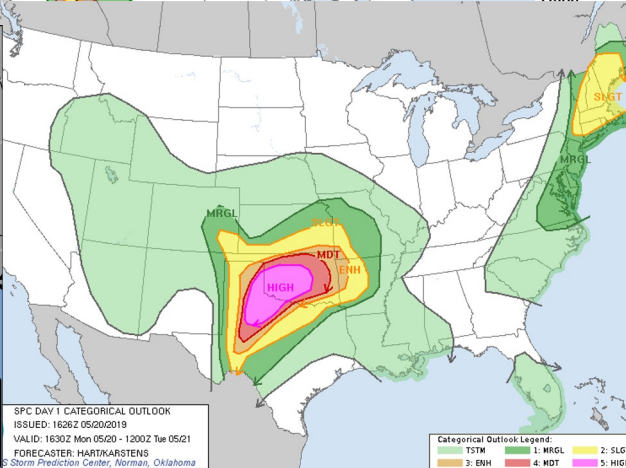 SLGT
MRGL
MRGL
SLGT
MDT
ENH
HIGH
SPC DAY 1 CATEGORICAL OUTLOOK
ISSUED: 1626Z 05/20/2019
VALID: 1630Z Mon 05/20 - 1200Z Tue 05/21
FORECASTER: HART/KARSTENS
S Storm Prediction Center, Norman, Oklahoma
Categorical Outlook Legend:
TSTM 1: MRGL 2: SLG
3: ENH 4: MDT 5: HIG